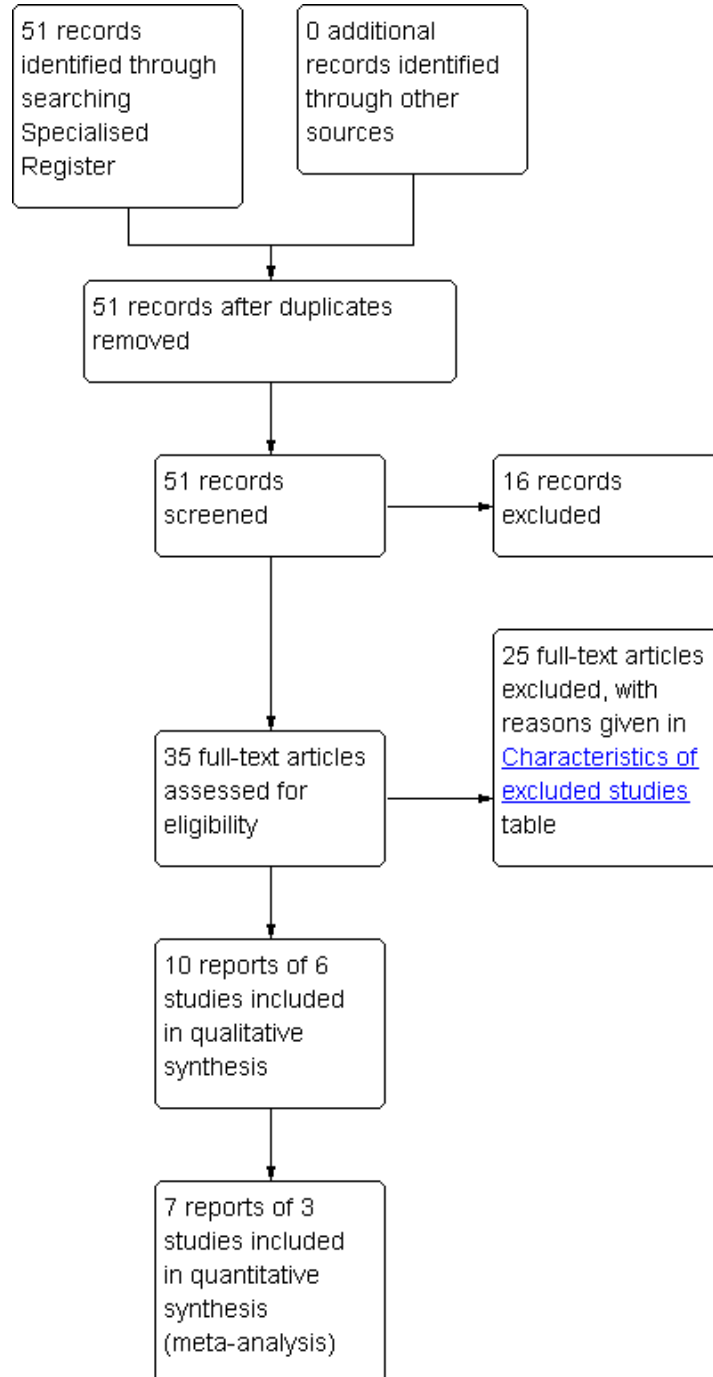 51 records
identified through
searching
Specialised
Register
0 additional
records identified
through other
sources
51 records after duplicates
removed
51 records
screened
16 records
excluded
35 full-text articles
assessed for
eligibility
25 full-text articles
excluded, with
reasons given in
Characteristics of
excluded studies
table
10 reports of 6
studies included
in qualitative
synthesis
7 reports of 3
studies included
in quantitative
synthesis
(meta-analysis)